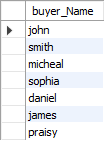 buyer_Name
john
smith
micheal
sophia
daniel
james
praisy